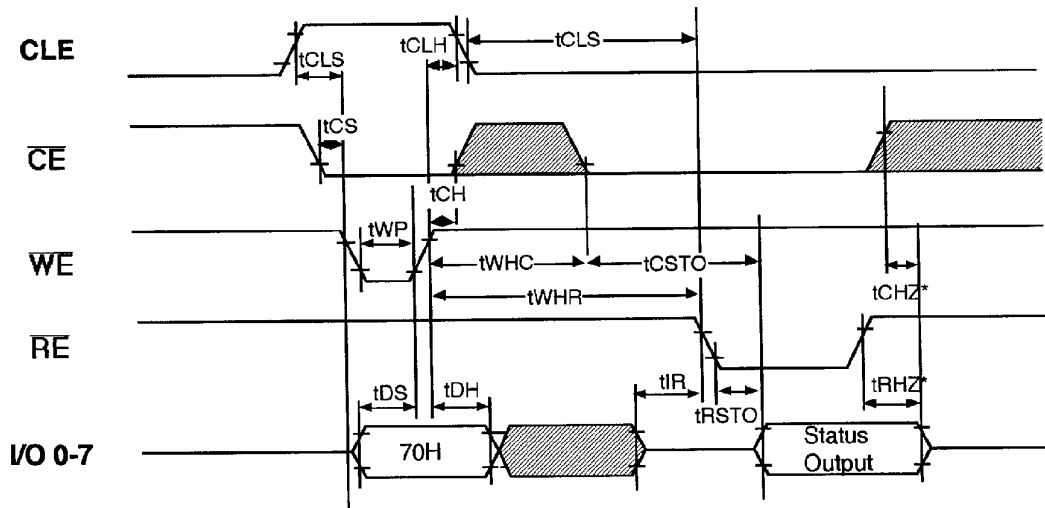 CLE
tCLS
tCLH
tCLS
CE
tCS
tCH
WE
tWP
tWHC
tCSTO
tCHZ*
tWHR
RE
tDS
tDH
tIR
tRSTO
tRHZ*
I/O 0-7
70H
Status
Output